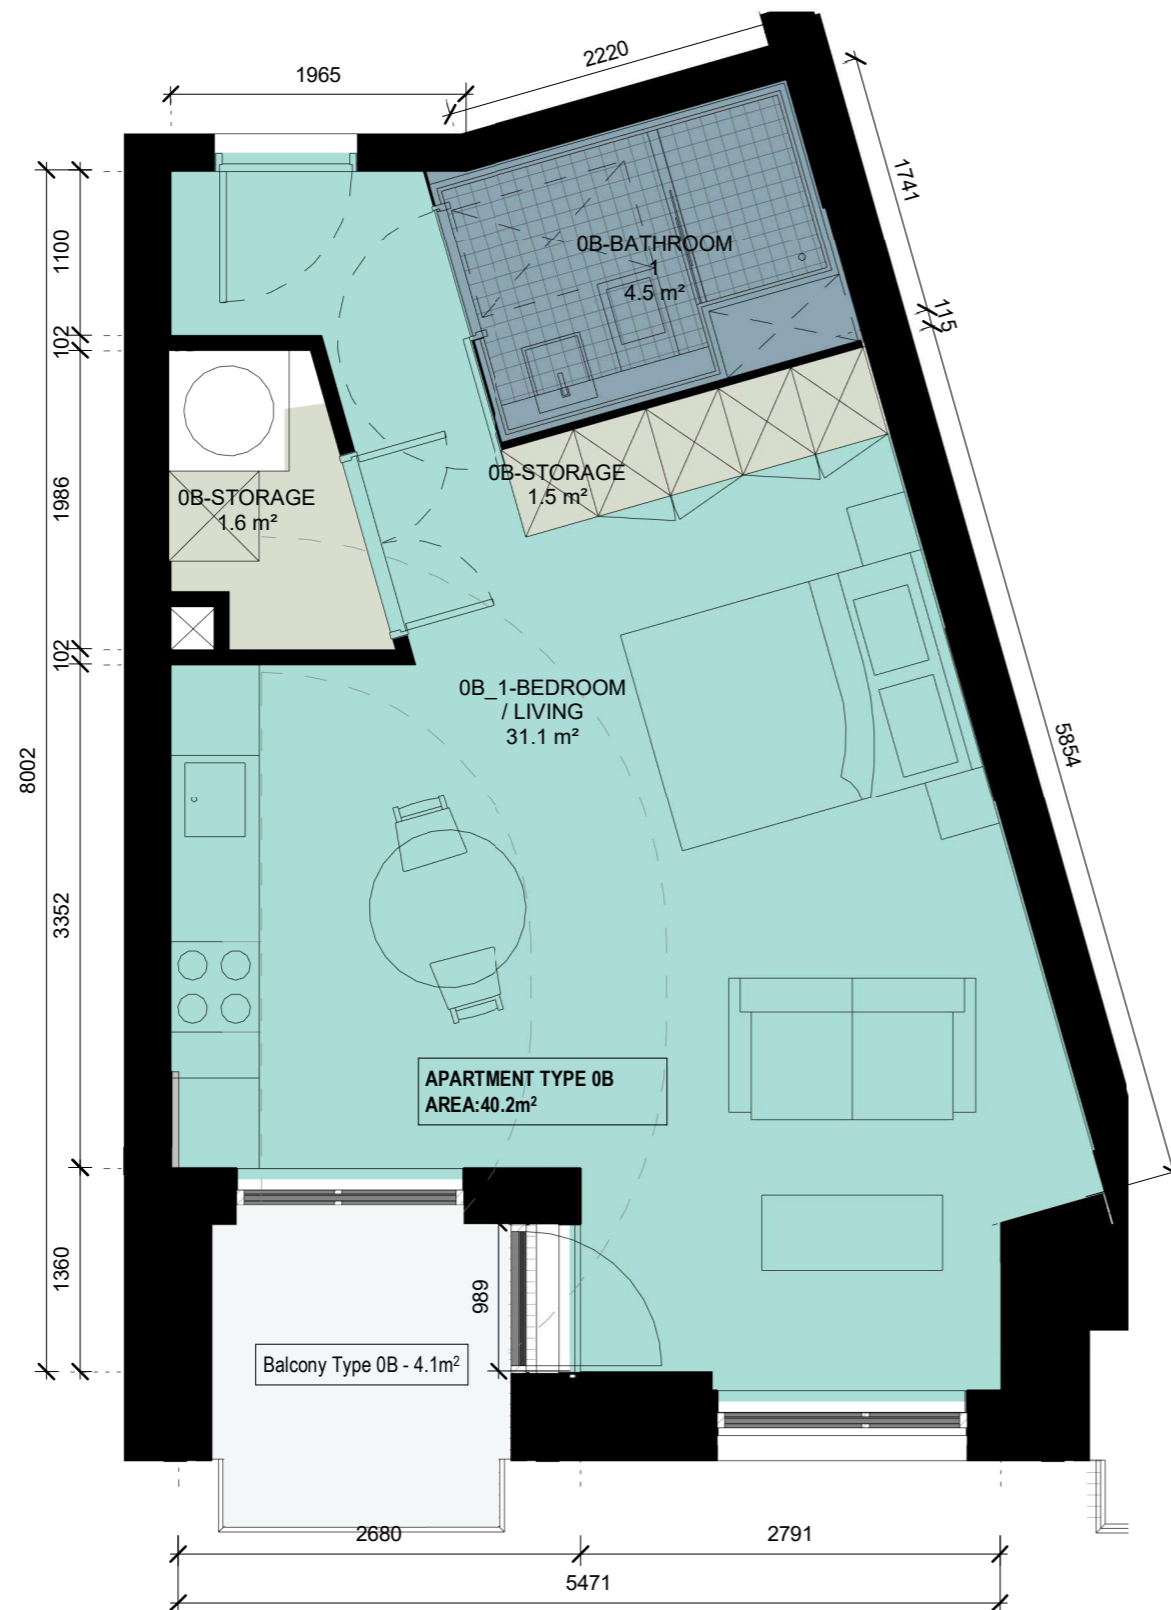 2220
1965
1741
1100
0B-BATHROOM
1
4.5 m²
115
102
0B-STORAGE
1.5 m²
0B-STORAGE
1.6 m²
1986
102
0B_1-BEDROOM
/ LIVING
31.1 m²
5854
8002
3352
APARTMENT TYPE 0B
AREA:40.2m²
1360
989
Balcony Type 0B - 4.1m²
2680
2791
5471